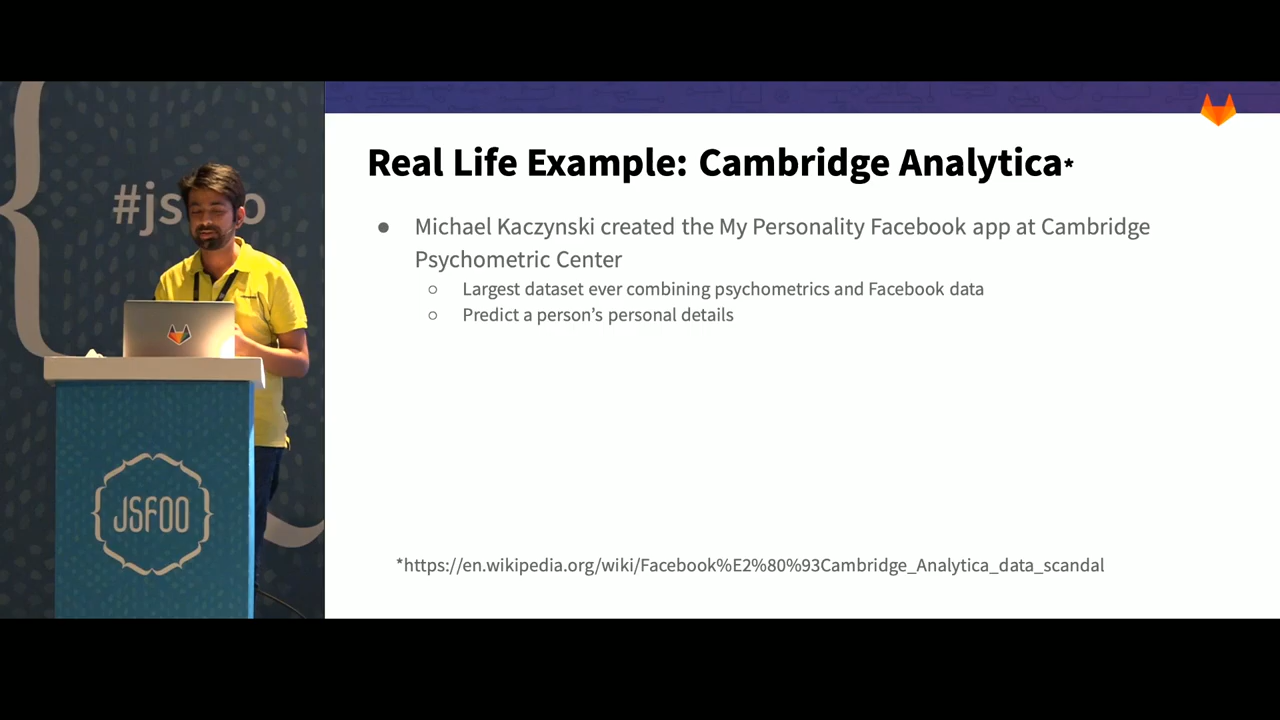 #js
o
JSFOO
Real Life Example: Cambridge Analytica*
● Michael Kaczynski created the My Personality Facebook app at Cambridge
Psychometric Center
○ Largest dataset ever combining psychometrics and Facebook data
○ Predict a person’s personal details
*https://en.wikipedia.org/wiki/Facebook%E2%80%93Cambridge_Analytica_data_scandal